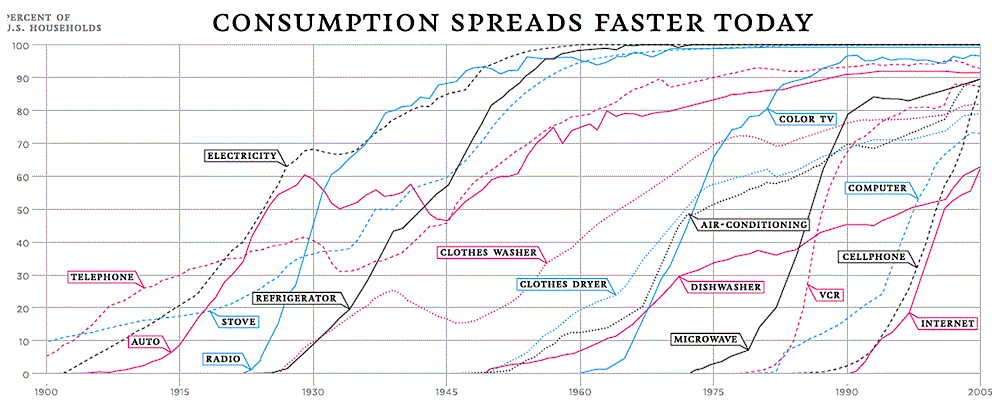 CONSUMPTION SPREADS FASTER TODAY
PERCENT OF
U.S. HOUSEHOLDS
100
90
80
70
60
50
40
30
20
10
0
ELECTRICITY
TELEPHONE
AUTO
STOVE
RADIO
REFRIGERATOR
CLOTHES WASHER
CLOTHES DRYER
COLOR TV
AIR-CONDITIONING
DISHWASHER
MICROWAVE
VCR
COMPUTER
CELLPHONE
INTERNET
1900 1915 1930 1945 1960 1975 1990 2005